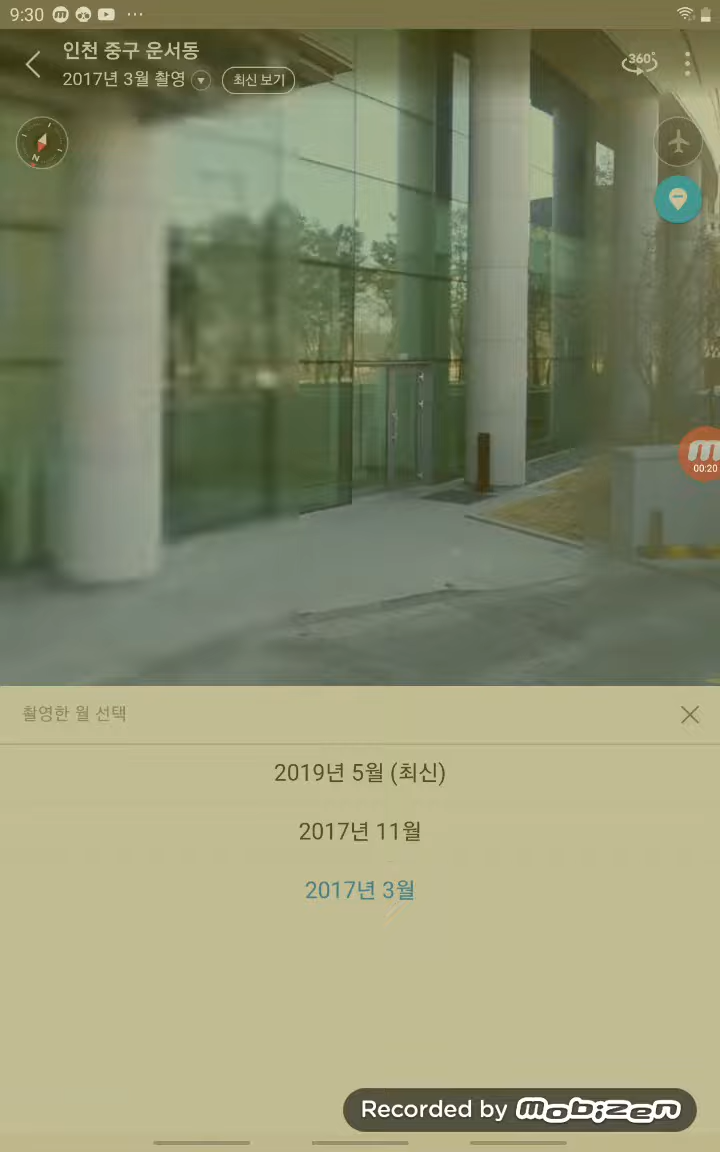 9:30
인천 중구 운서동
2017년 3월 촬영
최신 보기
360°
N
00:20
촬영한 월 선택
2019년 5월 (최신)
2017년 11월
2017년 3월
Recorded by mobizen